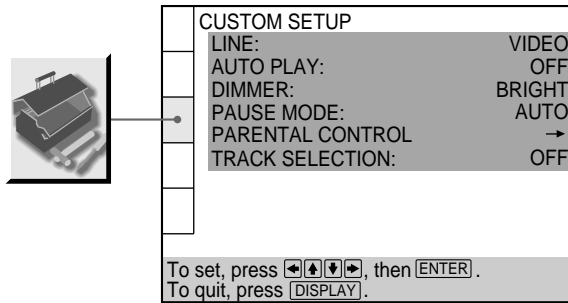 CUSTOM SETUP
LINE: VIDEO
AUTO PLAY: OFF
DIMMER: BRIGHT
PAUSE MODE: AUTO
PARENTAL CONTROL →
TRACK SELECTION: OFF
To set, press ←↑↓→, then ENTER.
To quit, press DISPLAY.